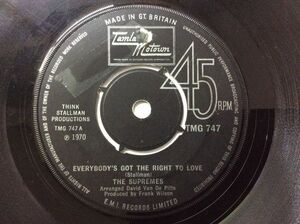 MADE IN GT. BRITAIN
Tamla
Motown
45
RPM
THINK
STALLMAN
PRODUCTIONS
TMG 747A
℗ 1970
TMG 747
EVERYBODY'S GOT THE RIGHT TO LOVE
(Stallman)
THE SUPREMES
Arranged David Van De Pitte
Produced by Frank Wilson
E.M.I. RECORDS LIMITED